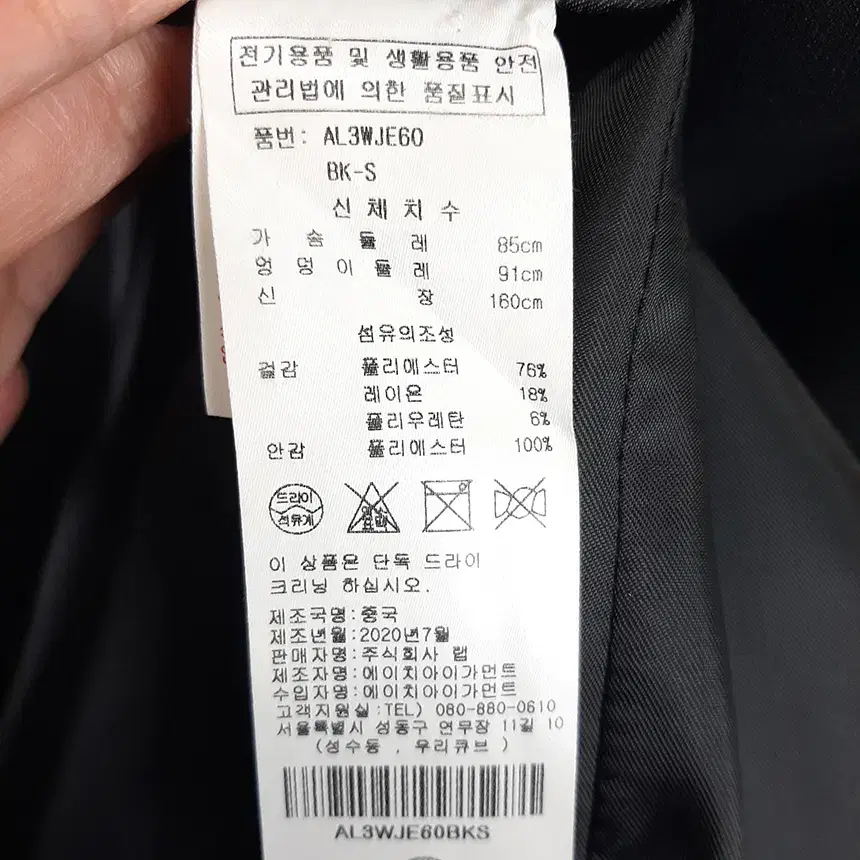 전기용품 및 생활용품 안전
관리법에 의한 품질표시
품번: AL3WJE60
BK-S
신체치수
가슴둘레 85cm
엉덩이둘레 91cm
신장 160cm
섬유의조성
겉감 폴리에스터 76%
레이온 18%
폴리우레탄 6%
안감 폴리에스터 100%
드라이
석유계
염소
이 상품은 단독 드라이
크리닝 하십시오.
제조국명:중국
제조년월:2020년7월
판매자명:주식회사 랩
제조자명:에이치아이가먼트
수입자명:에이치아이가먼트
고객지원실:TEL) 080-880-0610
서울특별시 성동구 연무장 11길 10
(성수동 , 우리큐브 )
AL3WJE60BKS